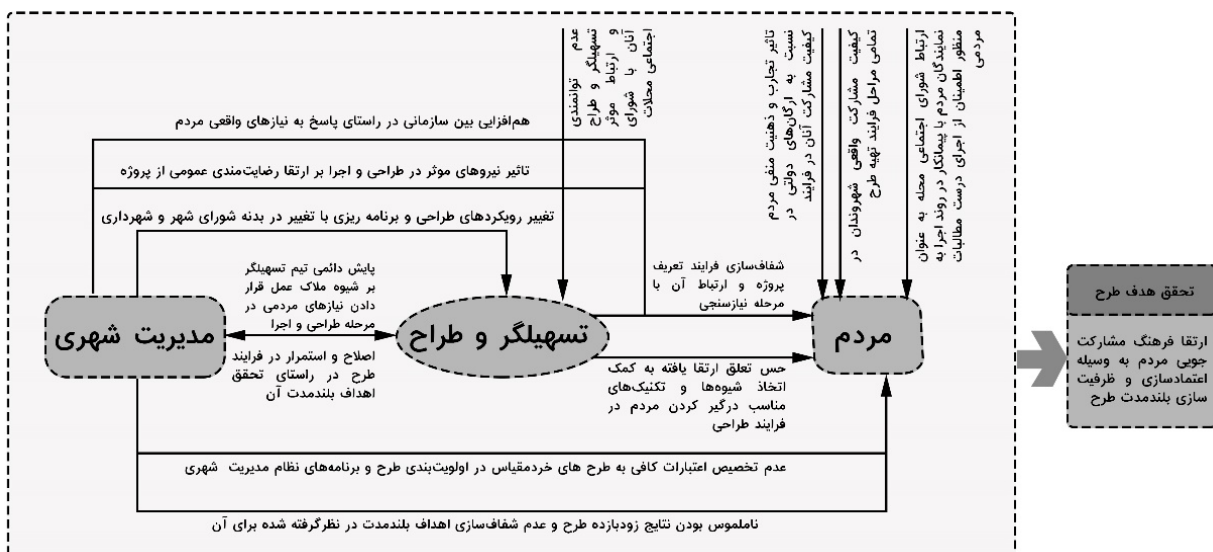 مردمی
منظور اطمینان از اجرای درست مطالبات
نمایندگان مردم با پیمانکار در روند اجرا به
ارتباط شورای اجتماعی محله به عنوان
تمامی مراحل فرایند تهیه طرح
کیفیت مشارکت واقعی شهروندان در
کیفیت مشارکت آنان در فرایند
نسبت به ارگان‌های دولتی در
تاثیر تجارب و ذهنیت منفی مردم
عدم توانمندی
تسهیلگر و طراح
و ارتباط موثر
آنان با شورای
اجتماعی محلات
هم‌افزایی بین سازمانی در راستای پاسخ به نیازهای واقعی مردم
تاثیر نیروهای موثر در طراحی و اجرا بر ارتقا رضایت‌مندی عمومی از پروژه
تغییر رویکردهای طراحی و برنامه ریزی با تغییر در بدنه شورای شهر و شهرداری
شفاف‌سازی فرایند تعریف
پروژه و ارتباط آن با
مرحله نیازسنجی
پایش دائمی تیم تسهیلگر
بر شیوه ملاک عمل قرار
دادن نیازهای مردمی در
مرحله طراحی و اجرا
مردم
تسهیلگر و طراح
مدیریت شهری
اصلاح و استمرار در فرایند
طرح در راستای تحقق
اهداف بلندمدت آن
حس تعلق ارتقا یافته به کمک
اتخاذ شیوه‌ها و تکنیک‌های
مناسب درگیر کردن مردم در
فرایند طراحی
عدم تخصیص اعتبارات کافی به طرح های خردمقیاس در اولویت‌بندی طرح و برنامه‌های نظام مدیریت شهری
ناملموس بودن نتایج زودبازده طرح و عدم شفاف‌سازی اهداف بلندمدت در نظرگرفته شده برای آن
تحقق هدف طرح
ارتقا فرهنگ مشارکت
جویی مردم به وسیله
اعتمادسازی و ظرفیت
سازی بلندمدت طرح